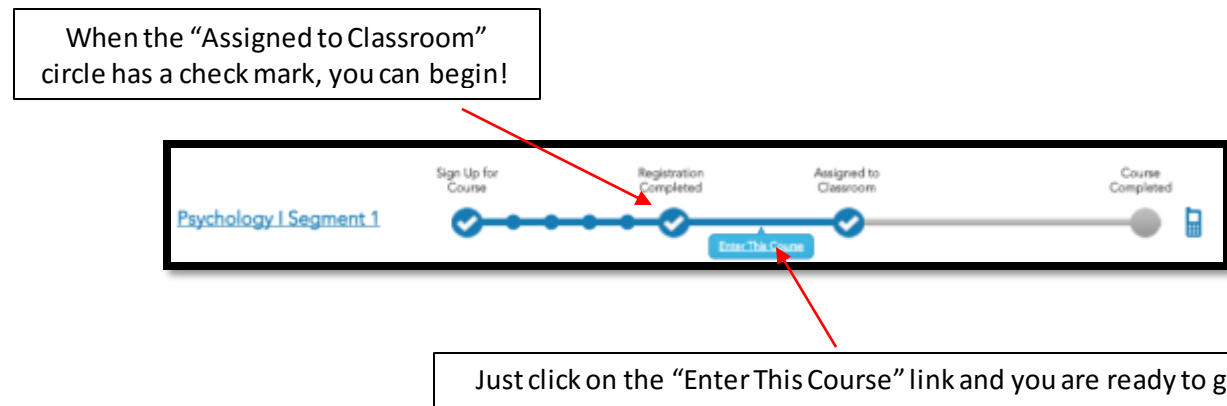 When the “Assigned to Classroom”
circle has a check mark, you can begin!
Sign Up for
Course
Registration
Completed
Assigned to
Classroom
Course
Completed
Psychology I Segment 1
Enter This Course
Just click on the “Enter This Course” link and you are ready to g